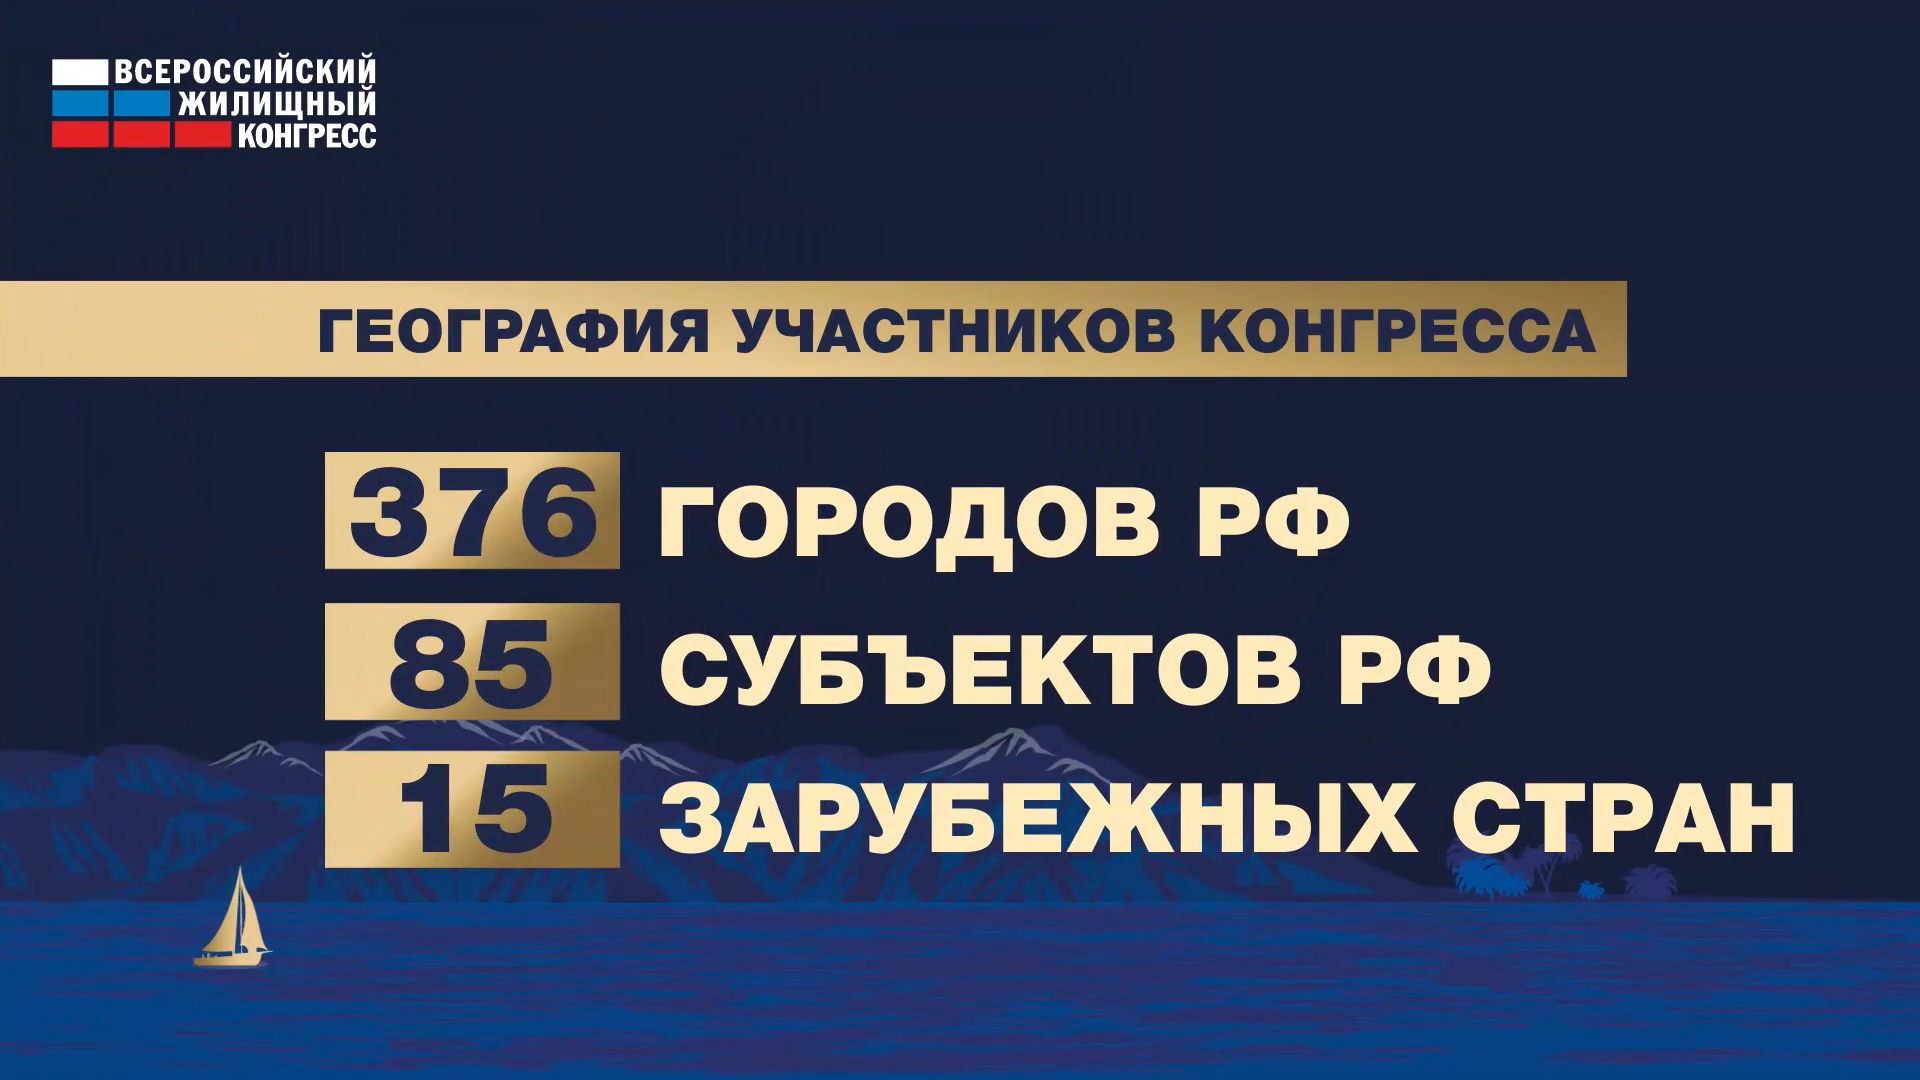 ВСЕРОССИЙСКИЙ
ЖИЛИЩНЫЙ
КОНГРЕСС
ГЕОГРАФИЯ УЧАСТНИКОВ КОНГРЕССА
376 ГОРОДОВ РФ
85 СУБЪЕКТОВ РФ
15 ЗАРУБЕЖНЫХ СТРАН